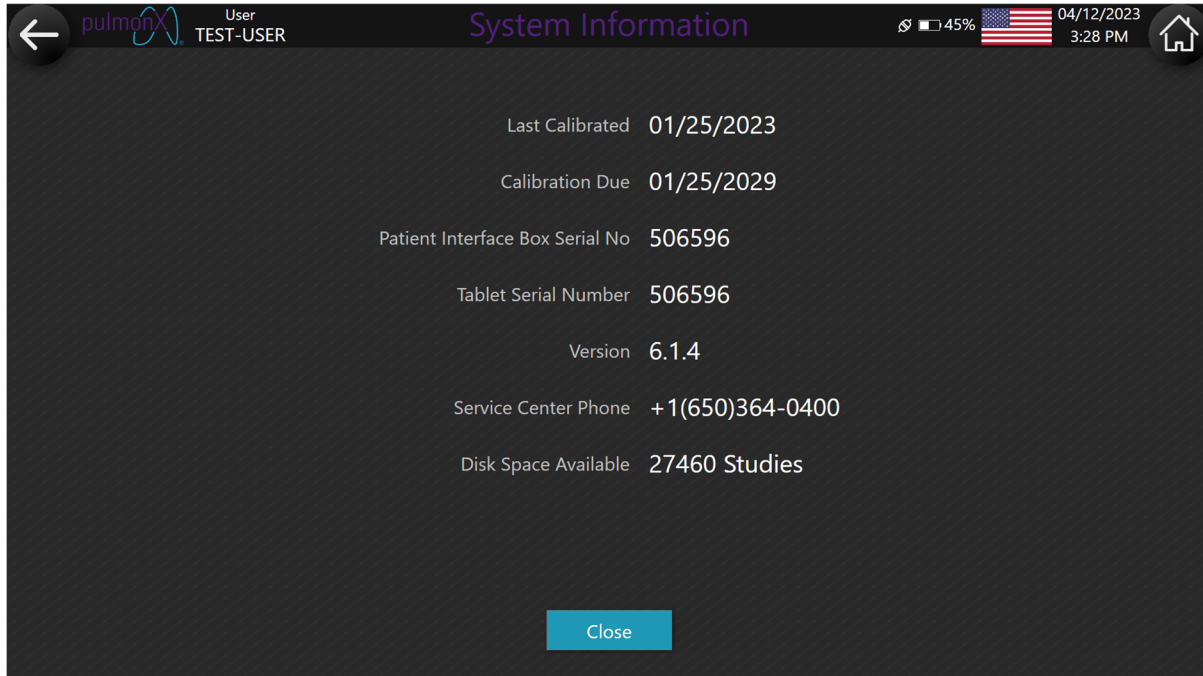 pulmonX
User
TEST-USER
System Information
45%
04/12/2023
3:28 PM
Last Calibrated 01/25/2023
Calibration Due 01/25/2029
Patient Interface Box Serial No 506596
Tablet Serial Number 506596
Version 6.1.4
Service Center Phone +1(650)364-0400
Disk Space Available 27460 Studies
Close